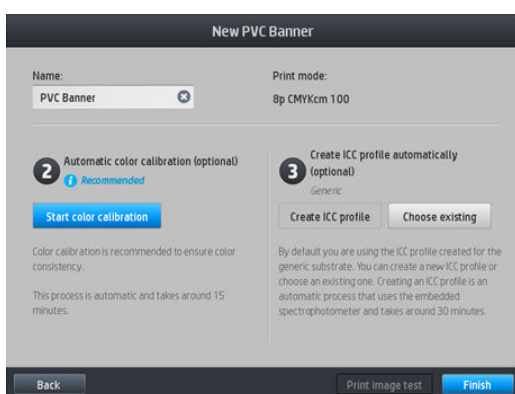 New PVC Banner
Name:
PVC Banner
Print mode:
8p CMYKcm 100
2
Automatic color calibration (optional)
i Recommended
Start color calibration
Color calibration is recommended to ensure color
consistency.
This process is automatic and takes around 15
minutes.
3
Create ICC profile automatically
(optional)
Generic
Create ICC profile
Choose existing
By default you are using the ICC profile created for the
generic substrate. You can create a new ICC profile or
choose an existing one. Creating an ICC profile is an
automatic process that uses the embedded
spectrophotometer and takes around 30 minutes.
Back
Print image test
Finish